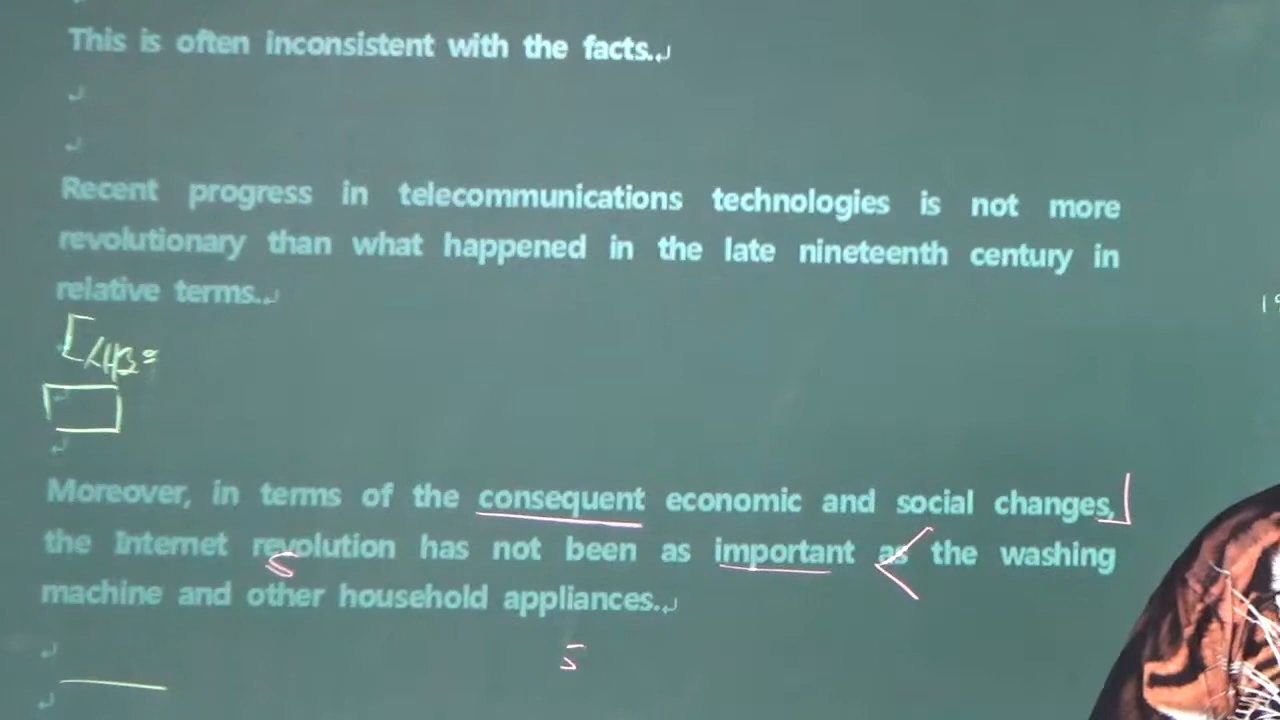 This is often inconsistent with the facts.
Recent progress in telecommunications technologies is not more
revolutionary than what happened in the late nineteenth century in
relative terms.
Moreover, in terms of the consequent economic and social changes,
the Internet revolution has not been as important as the washing
machine and other household appliances.
S
5